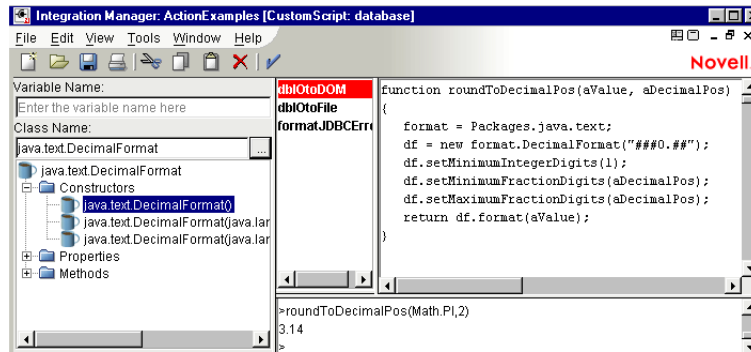 Integration Manager: ActionExamples [CustomScript: database]
File Edit View Tools Window Help
Novell
Variable Name:
Enter the variable name here
Class Name:
java.text.DecimalFormat ...
java.text.DecimalFormat
Constructors
java.text.DecimalFormat()
java.text.DecimalFormat(java.lar
java.text.DecimalFormat(java.lar
Properties
Methods
dblOtoDOM
dblOtoFile
formatJDBCErr
function roundToDecimalPos(aValue, aDecimalPos)
{
format = Packages.java.text;
df = new format.DecimalFormat("###0.##");
df.setMinimumIntegerDigits(1);
df.setMinimumFractionDigits(aDecimalPos);
df.setMaximumFractionDigits(aDecimalPos);
return df.format(aValue);
}
>roundToDecimalPos(Math.PI,2)
3.14
>